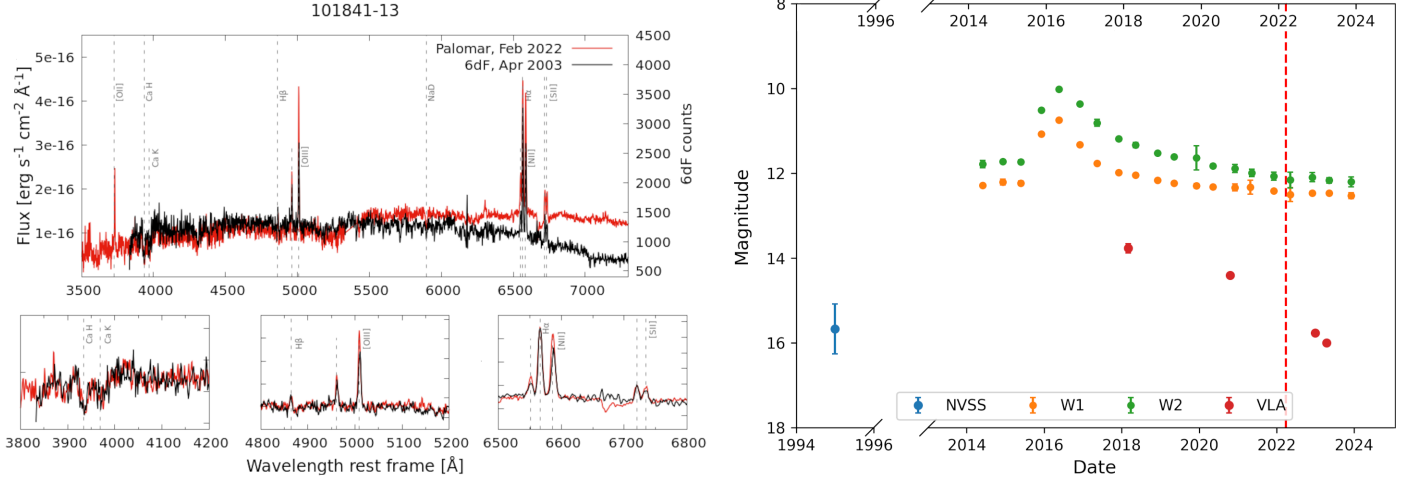 101841-13
Palomar, Feb 2022
6dF, Apr 2003
5e-16
4e-16
3e-16
2e-16
1e-16
Flux [erg s-1 cm-2 Å-1]
4500
4000
3500
3000
2500
2000
1500
1000
500
6dF counts
[OII]
Ca H
Ca K
Hβ
[OIII]
NaD
Hα
[NII]
[SII]
3500 4000 4500 5000 5500 6000 6500 7000
Ca H
Ca K
3800 3900 4000 4100 4200
Hβ
[OIII]
4800 4900 5000 5100 5200
Hα
[NII]
[SII]
6500 6600 6700 6800
Wavelength rest frame [Å]
1996 2014 2016 2018 2020 2022 2024
8
10
12
14
16
18
Magnitude
NVSS W1 W2 VLA
1994 1996 2014 2016 2018 2020 2022 2024
Date